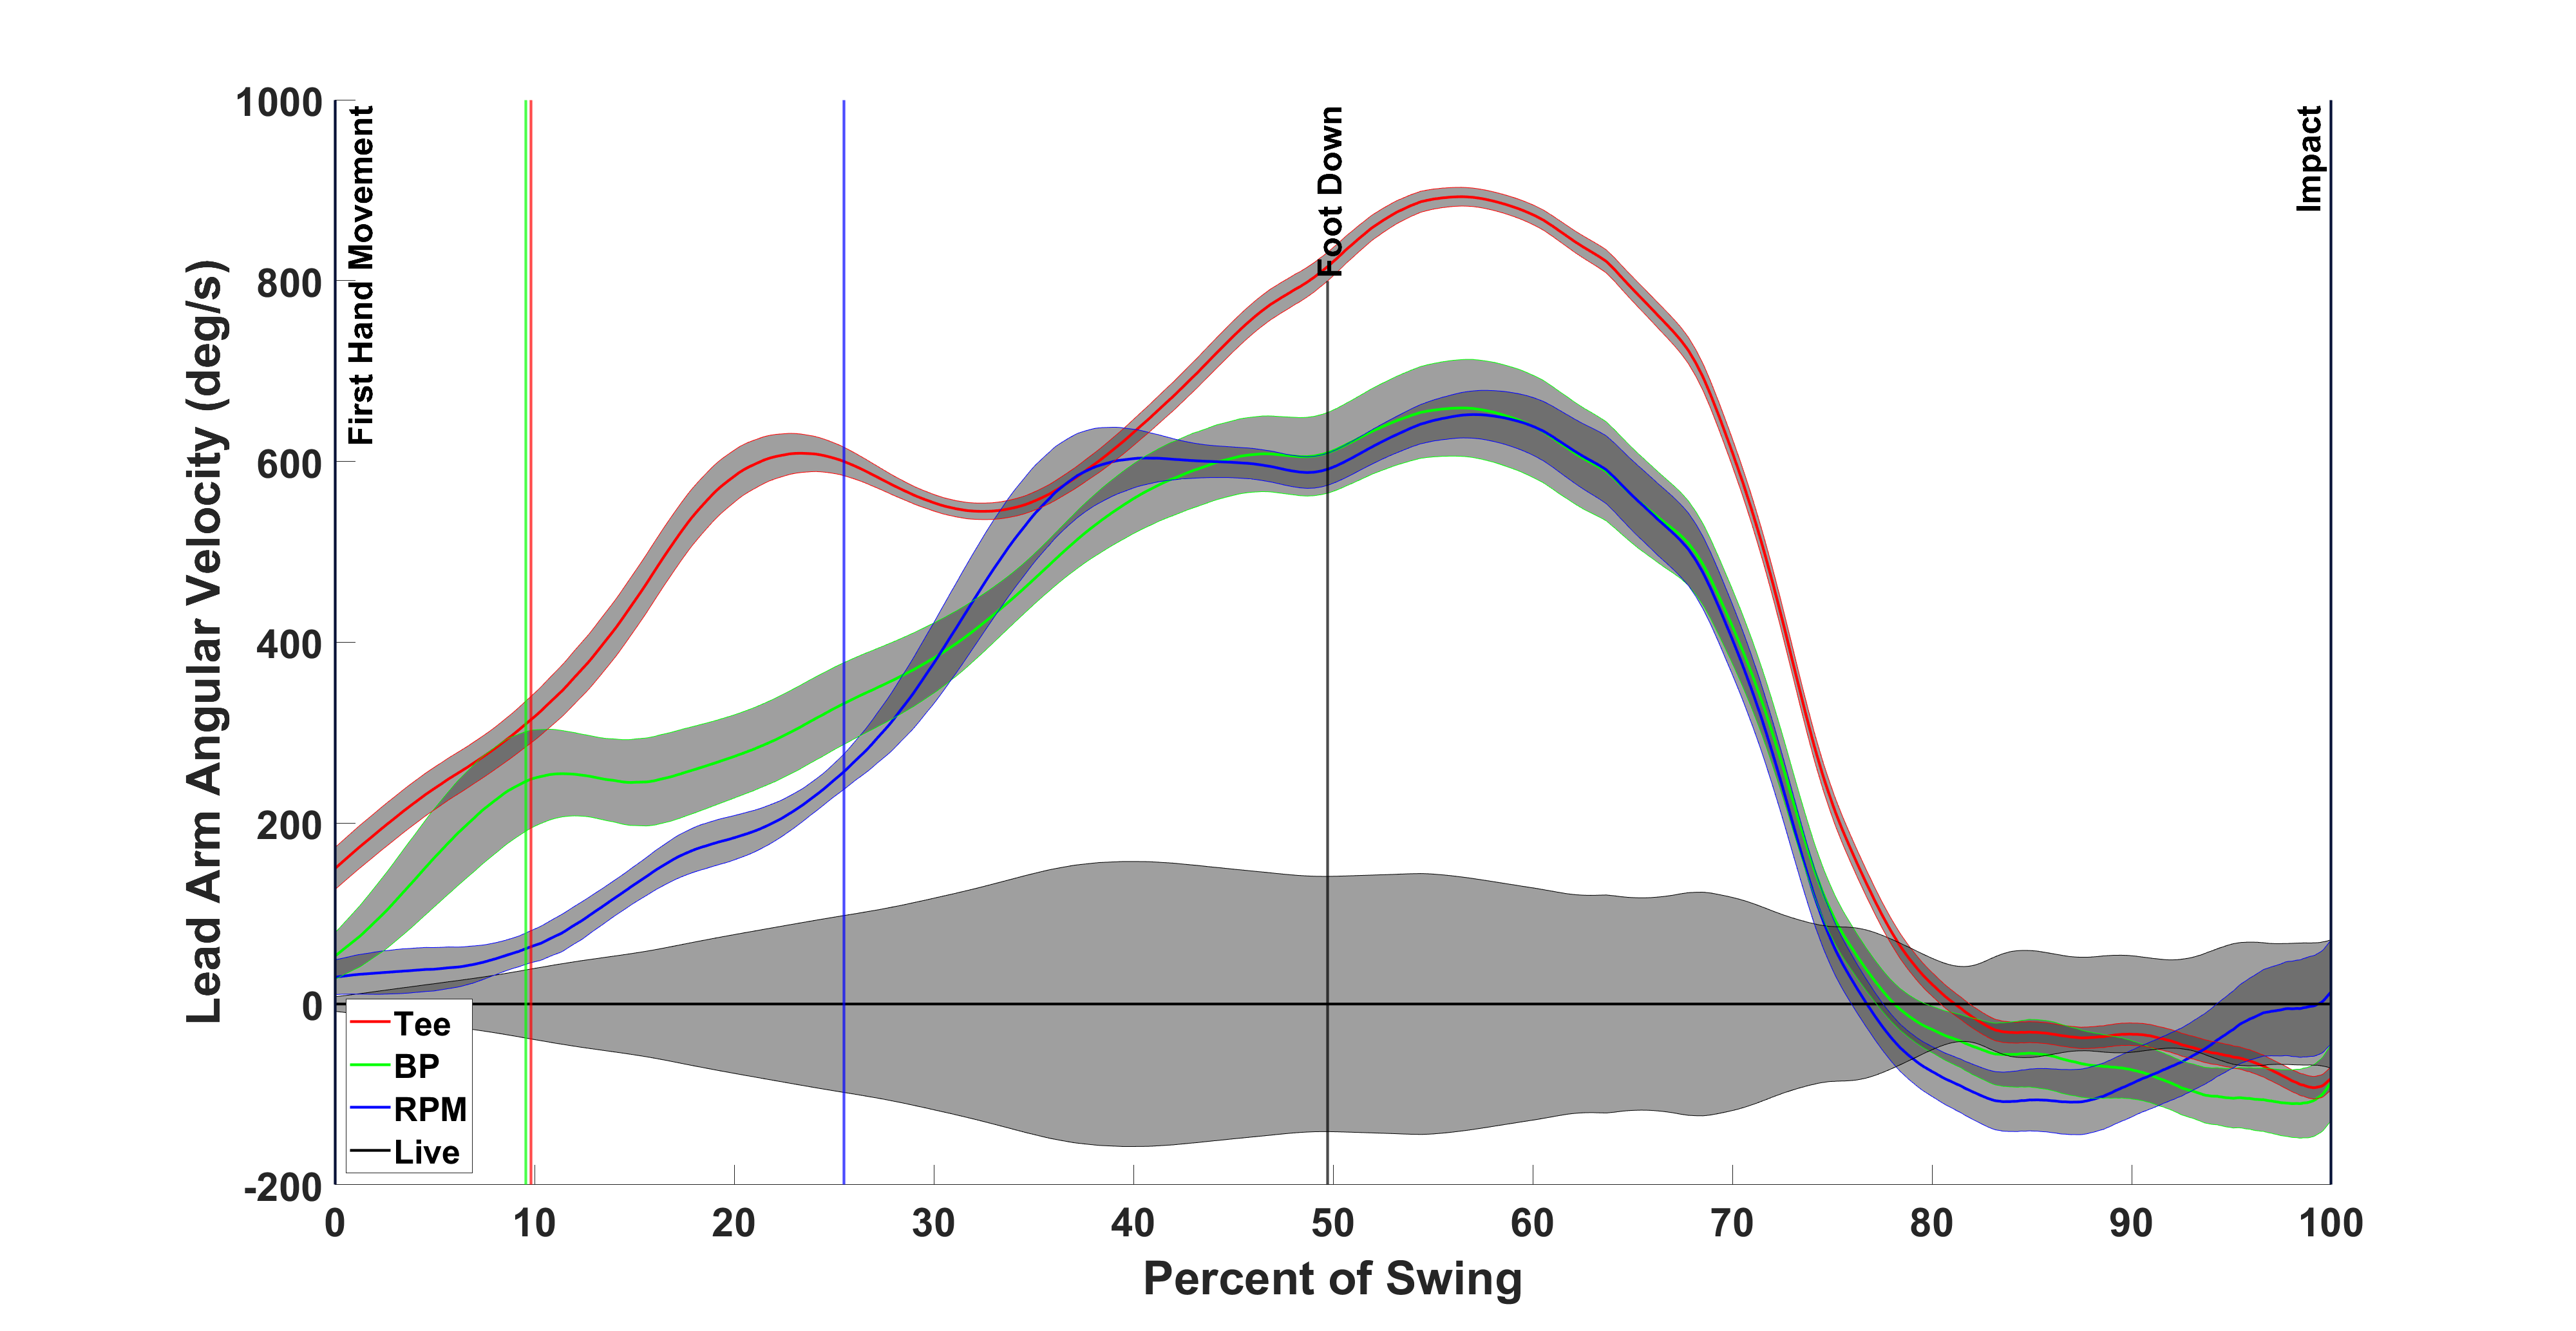 Lead Arm Angular Velocity (deg/s)
1000
800
600
400
200
0
-200
First Hand Movement
Foot Down
Impact
Tee
BP
RPM
Live
0 10 20 30 40 50 60 70 80 90 100
Percent of Swing